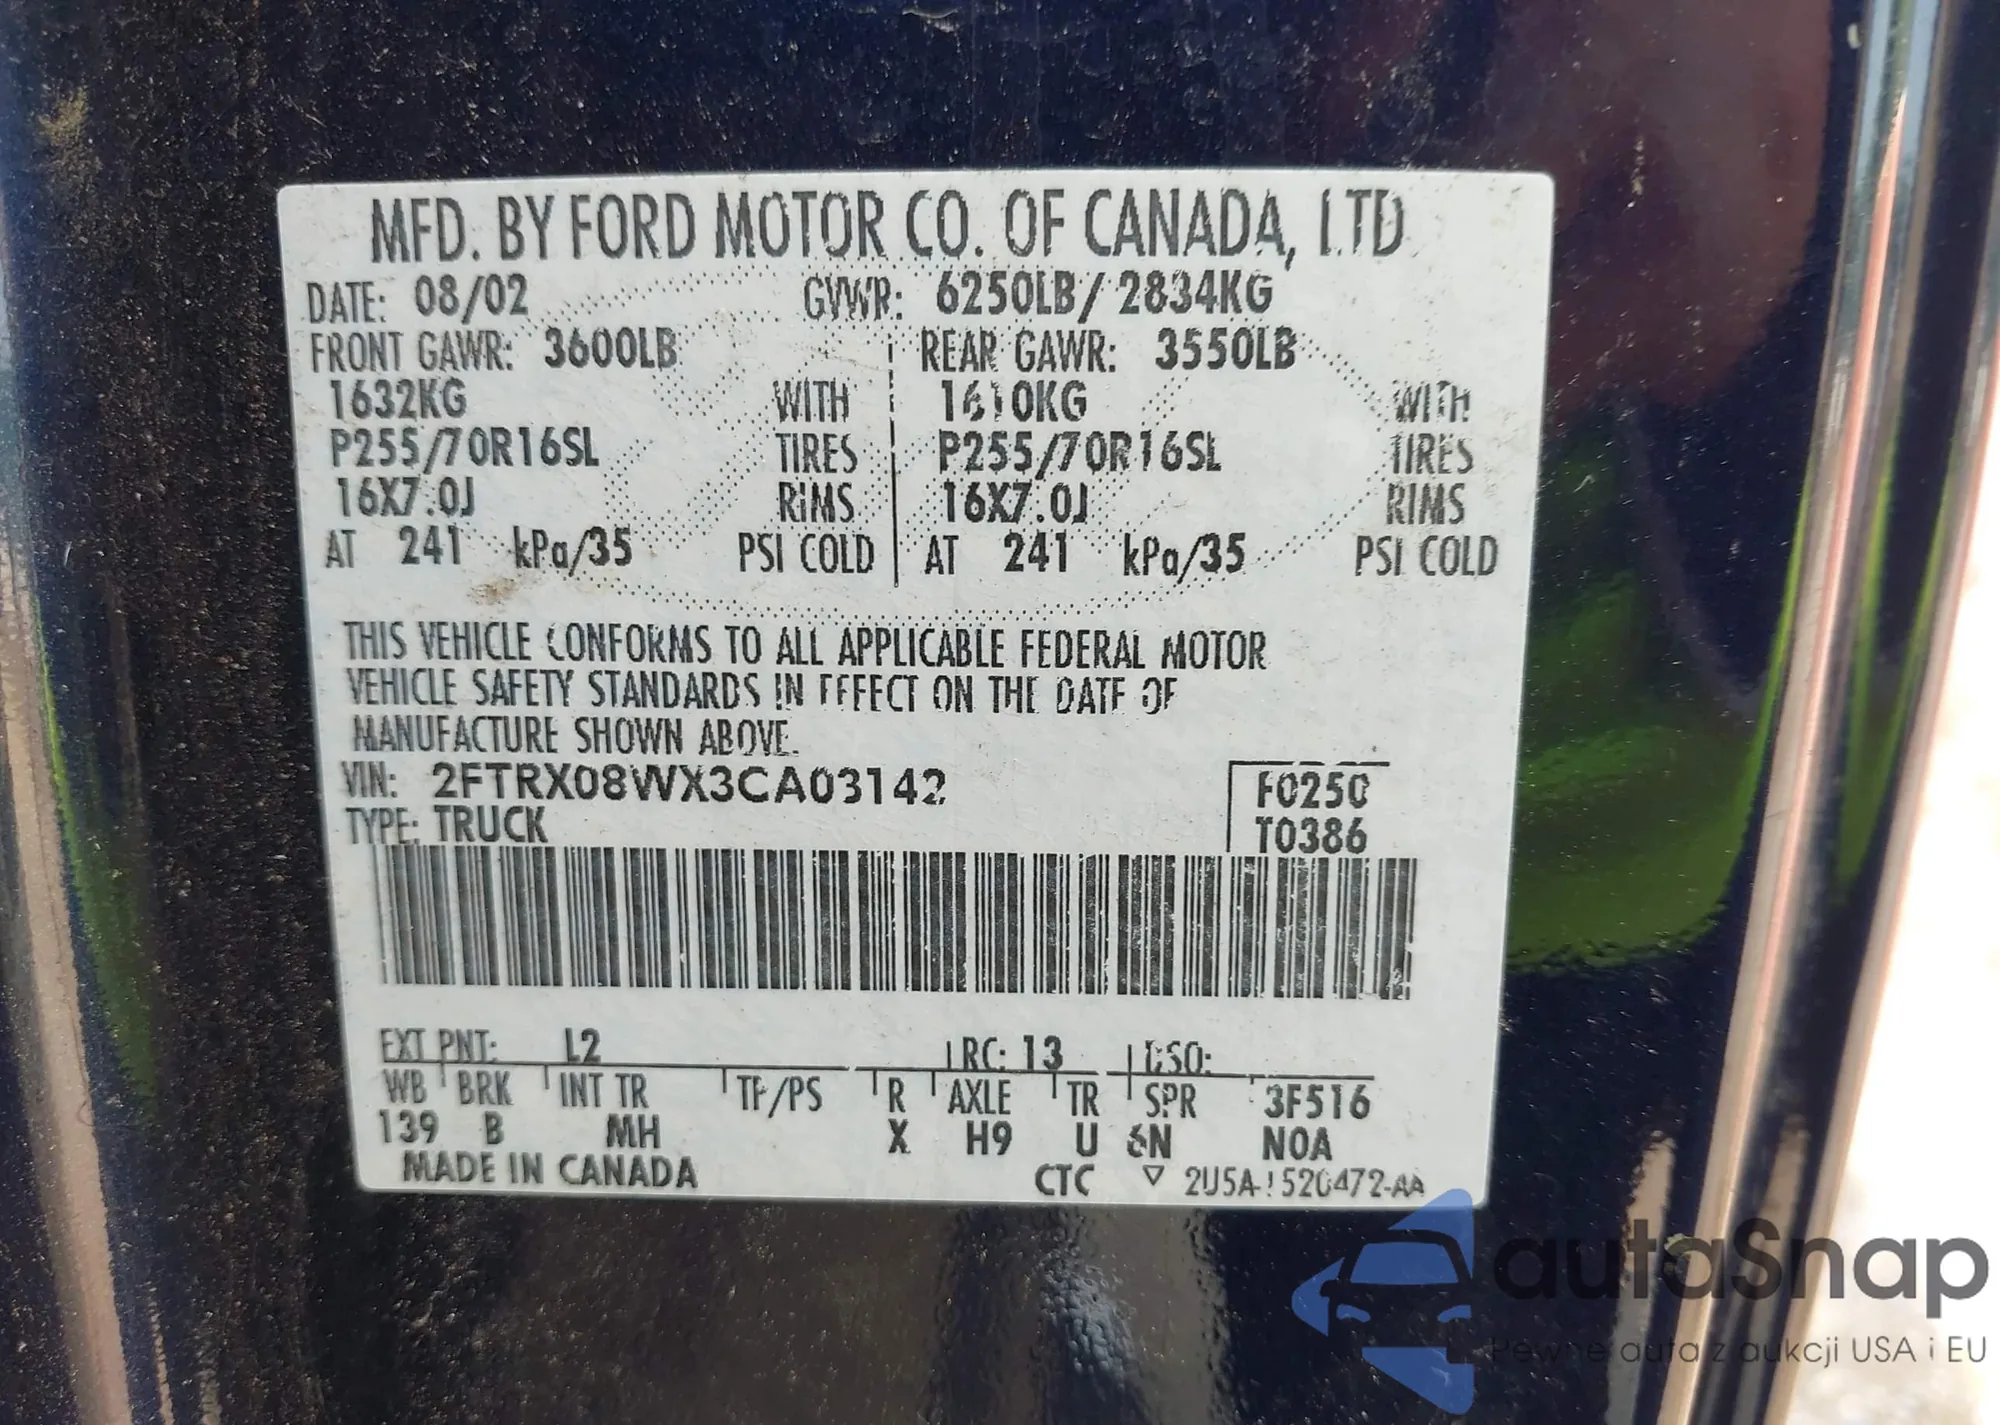 MFD. BY FORD MOTOR CO. OF CANADA, LTD
DATE: 08/02 GVWR: 6250LB/ 2834KG
FRONT GAWR: 3600LB REAR GAWR: 3550LB
1632KG WITH 1610KG WITH
P255/70R16SL TIRES P255/70R16SL TIRES
16X7.0J RIMS 16X7.0J RIMS
AT 241 kPa/35 PSI COLD AT 241 kPa/35 PSI COLD
THIS VEHICLE CONFORMS TO ALL APPLICABLE FEDERAL MOTOR
VEHICLE SAFETY STANDARDS IN EFFECT ON THE DATE OF
MANUFACTURE SHOWN ABOVE.
VIN: 2FTRX08WX3CA03142 F0250
TYPE: TRUCK T0386
EXT PNT: L2 RC: 13 DSO:
WB BRK INT TR TP/PS R AXLE TR SPR 3F516
139 B MH X H9 U 6N NOA
MADE IN CANADA CTC ▽ 2U5A-1520472-AA
autaSnap
Pewne auta z aukcji USA i EU